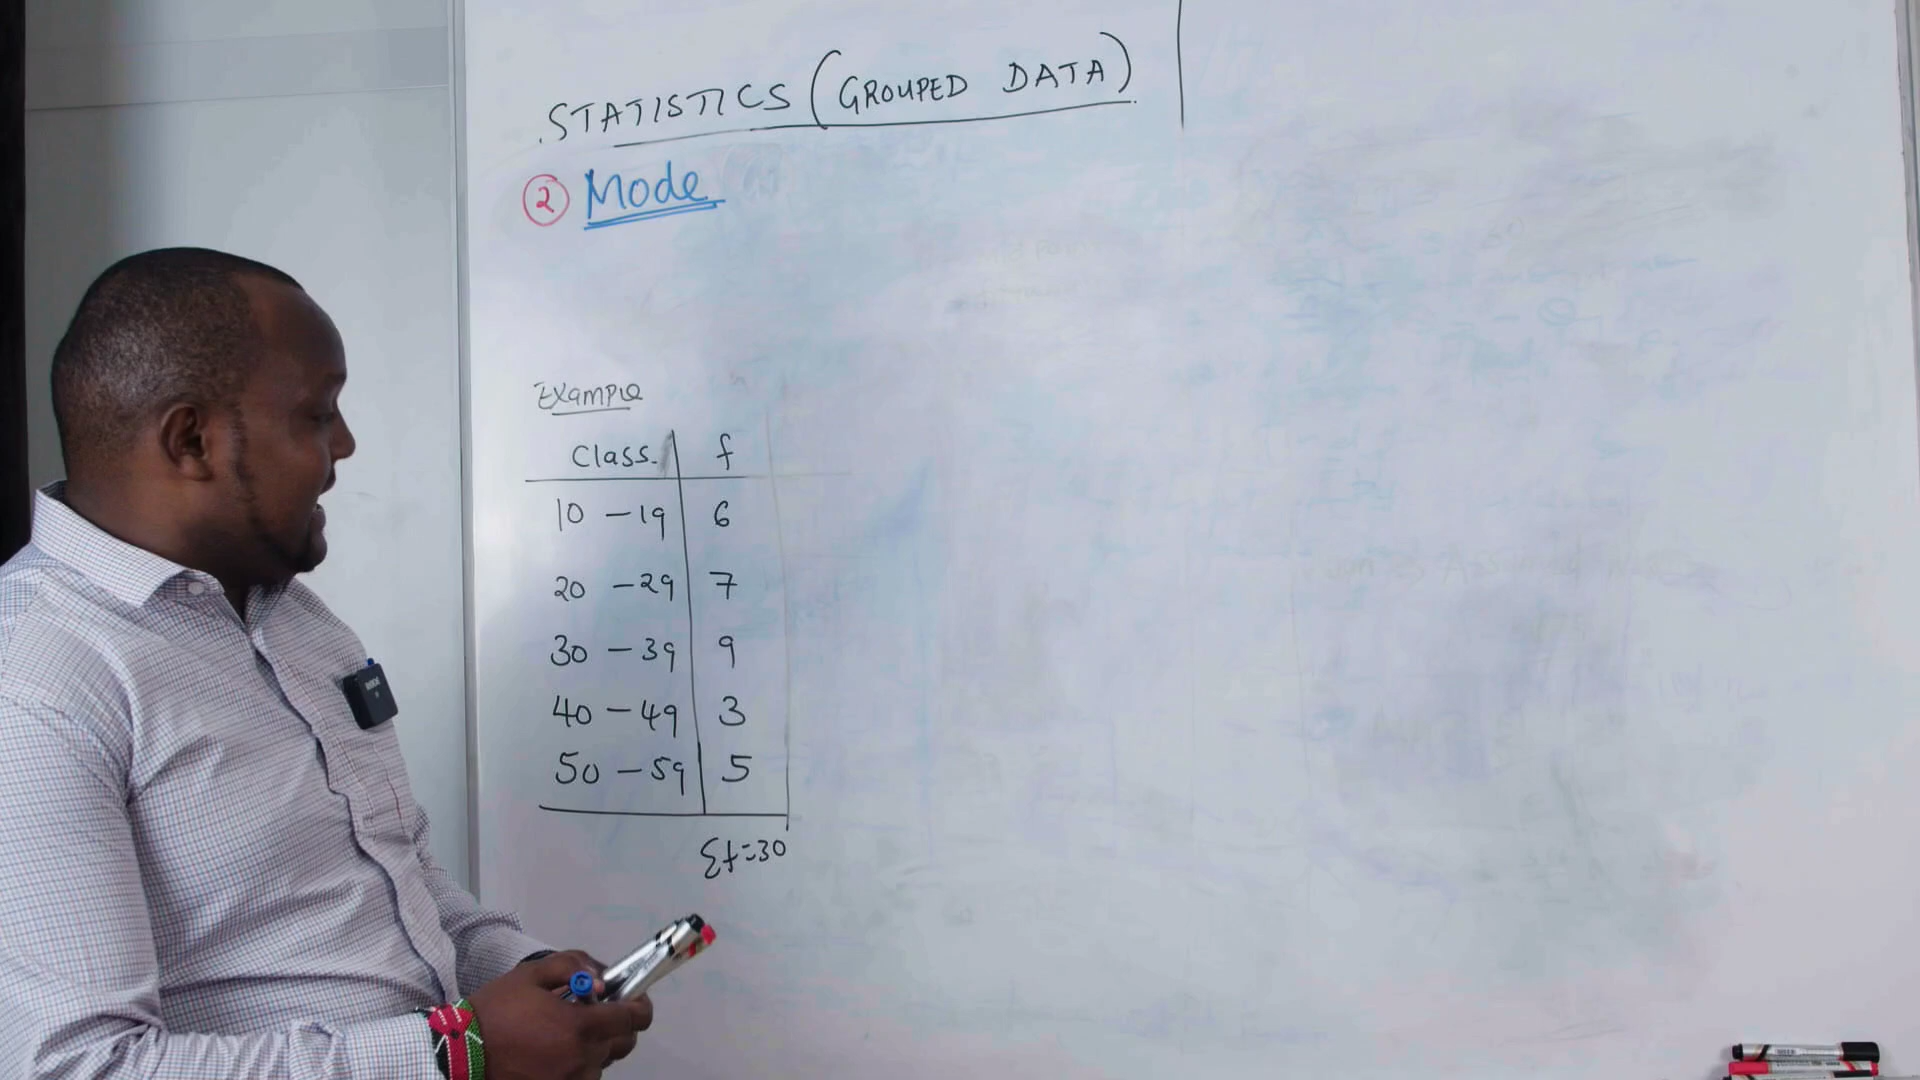 STATISTICS (GROUPED DATA)
2 Mode
Example
Class f
10 - 19 6
20 - 29 7
30 - 39 9
40 - 49 3
50 - 59 5
Σf=30